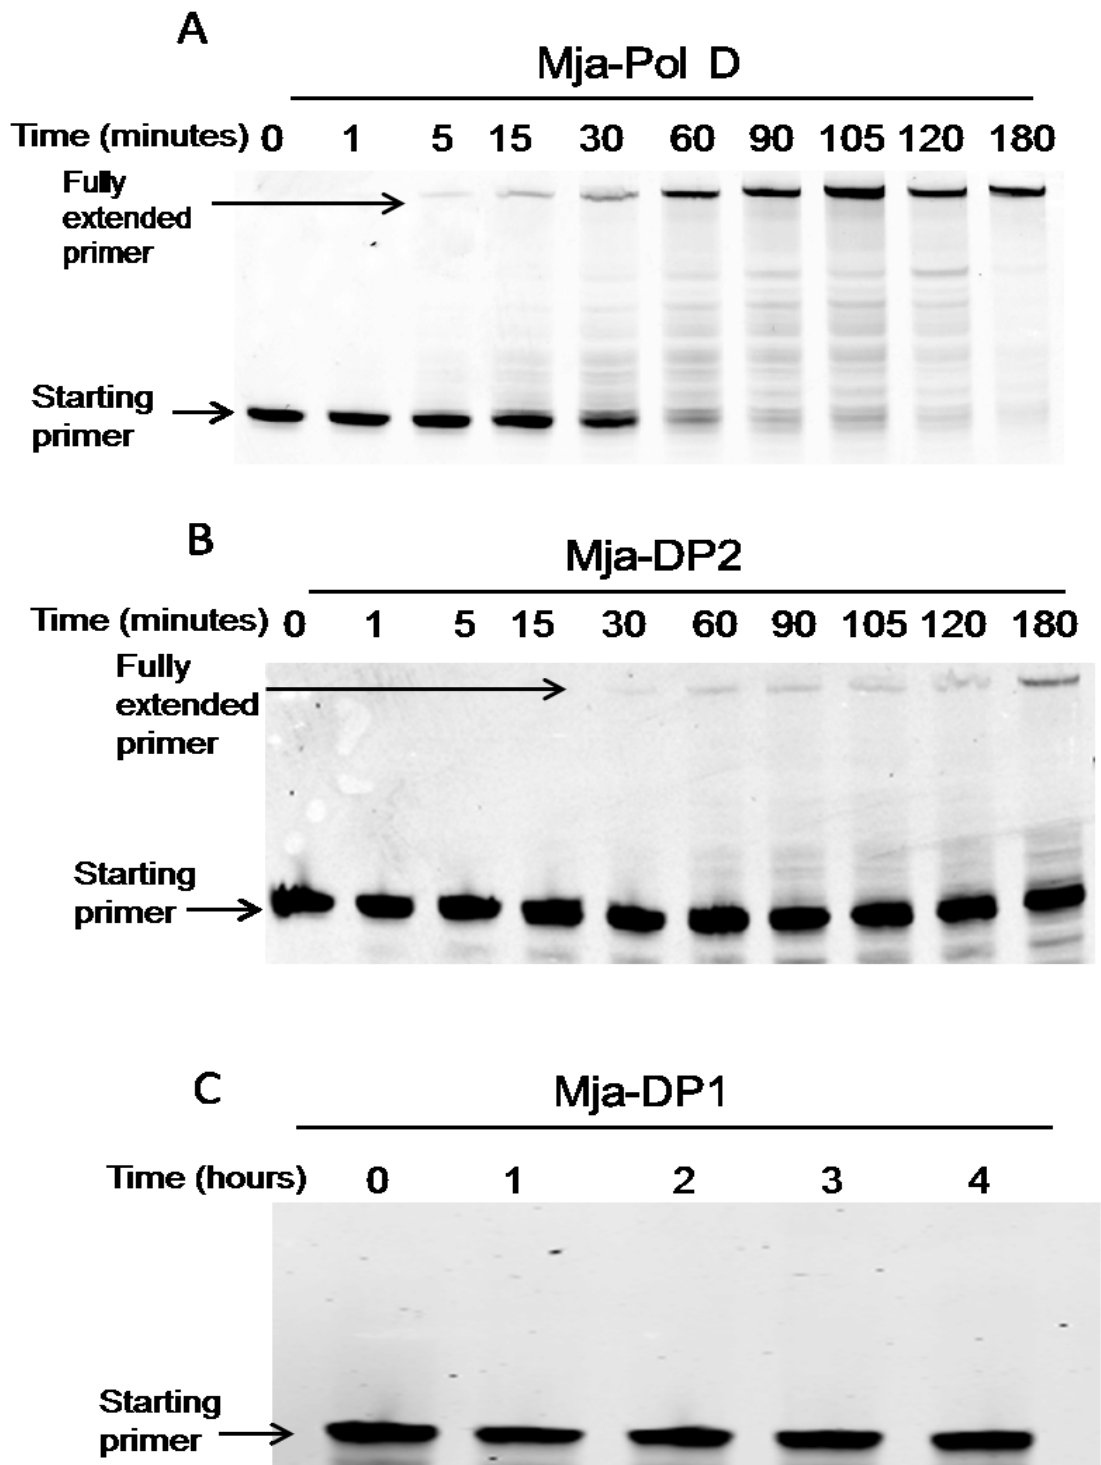 A
Mja-Pol D
Time (minutes) 0 1 5 15 30 60 90 105 120 180
Fully
extended
primer
Starting
primer
B
Mja-DP2
Time (minutes) 0 1 5 15 30 60 90 105 120 180
Fully
extended
primer
Starting
primer
C
Mja-DP1
Time (hours) 0 1 2 3 4
Starting
primer